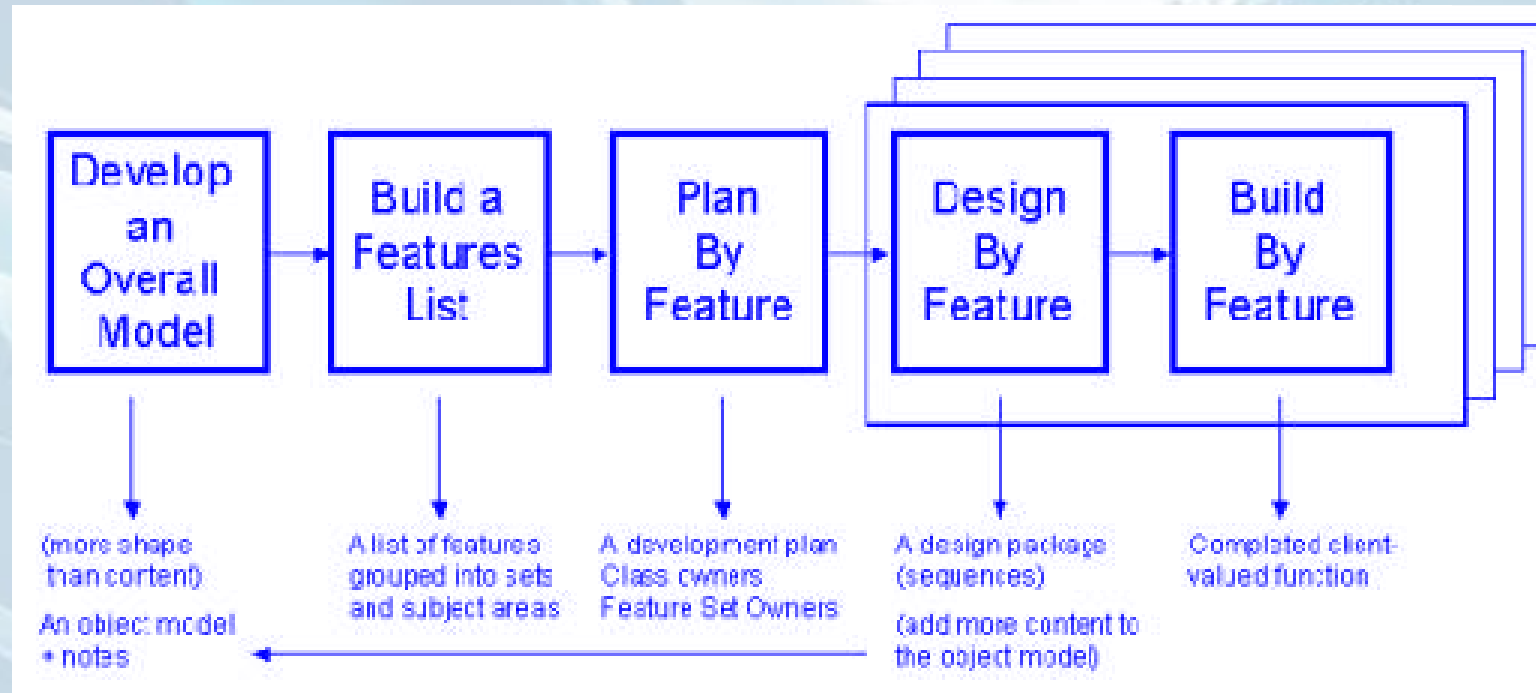 Develop
an
Overall
Model
Build a
Features
List
Plan
By
Feature
Design
By
Feature
Build
By
Feature
(more shape
than content)
An object model
+ notes
A list of features
grouped into sets
and subject areas
A development plan
Class owners
Feature Set Owners
A design package
(sequences)
(add more content to
the object model)
Completed client-
valued function